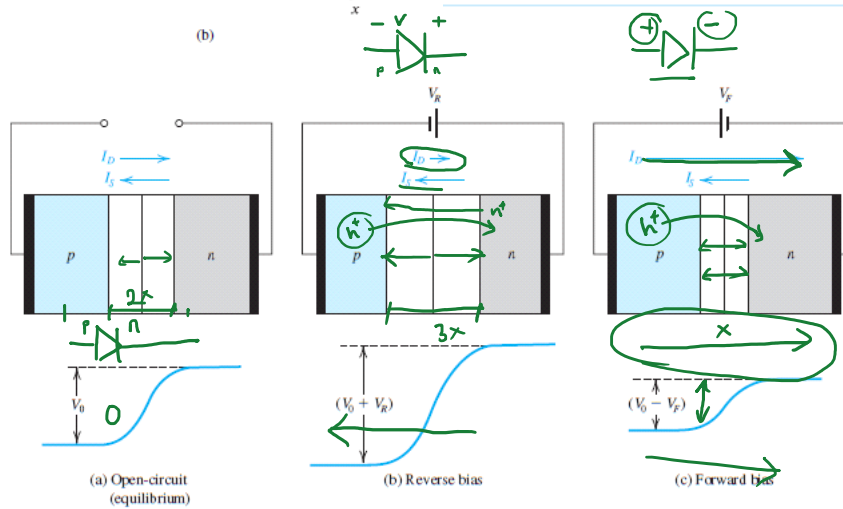 x
(b)
- V +
p n
+ -
V_R
V_F
I_D
I_S
I_D
I_S
I_D
I_S
h+
h+
h+
p
n
p
n
p
n
2x
3x
x
p n
V_0
0
(V_0 + V_R)
(V_0 − V_F)
(a) Open-circuit
(equilibrium)
(b) Reverse bias
(c) Forward bias